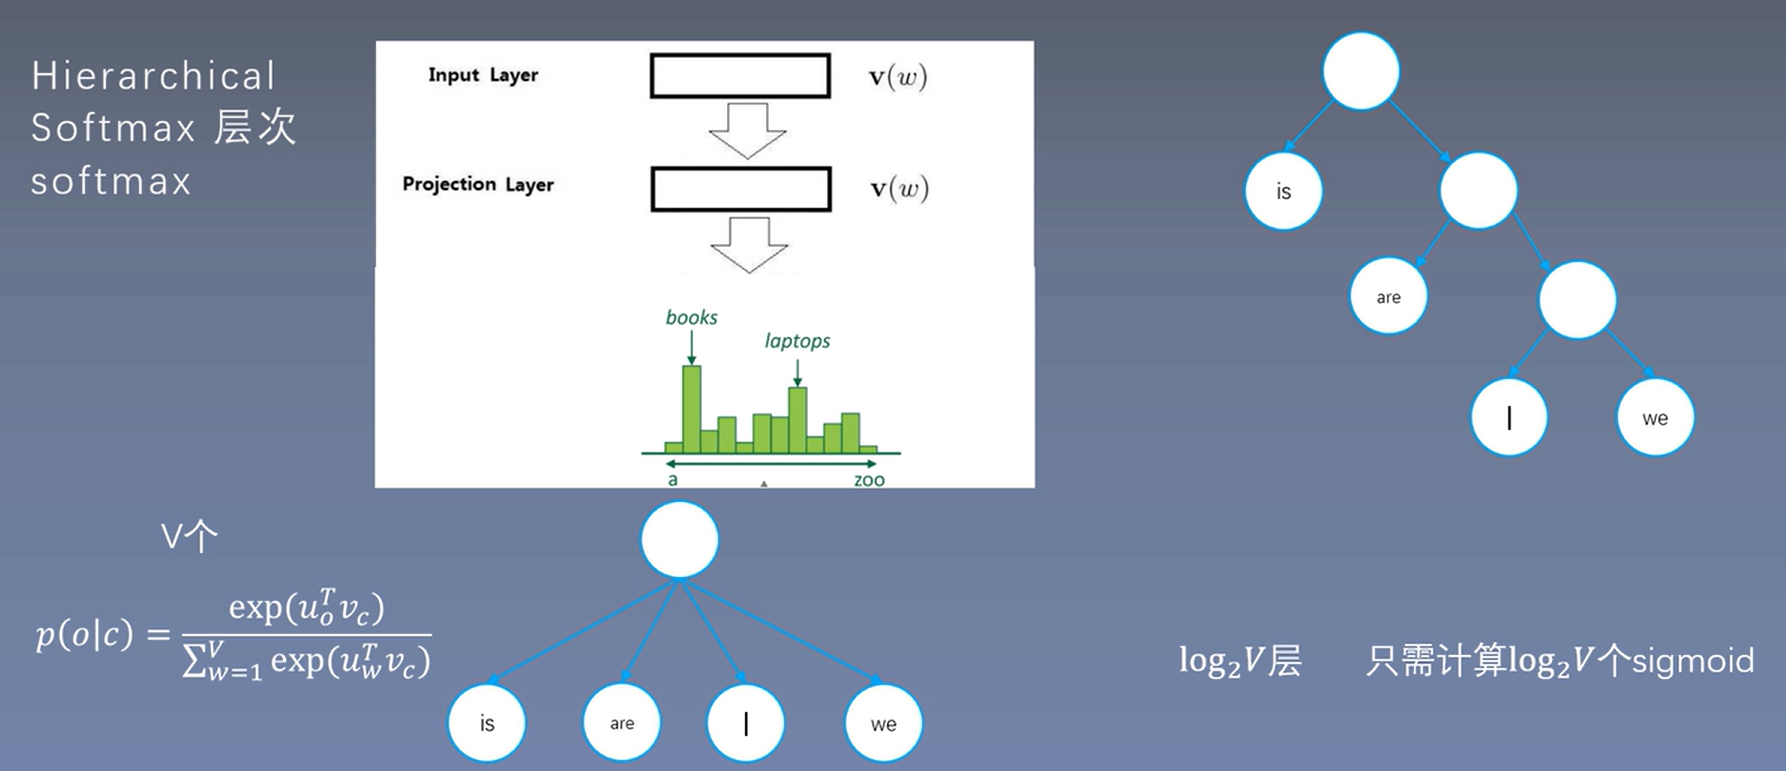 Hierarchical
Softmax 层次
softmax
Input Layer
v(w)
Projection Layer
v(w)
books
laptops
a
zoo
is
are
I
we
V个
p(o|c) = exp(u_o^T v_c) / ∑_{w=1}^V exp(u_w^T v_c)
is
are
I
we
log₂V层
只需计算log₂V个sigmoid